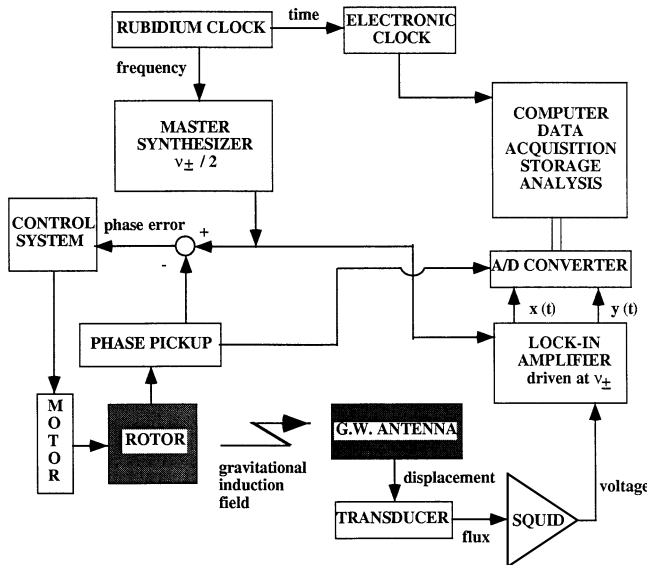 RUBIDIUM CLOCK
time
ELECTRONIC
CLOCK
frequency
MASTER
SYNTHESIZER
ν± / 2
COMPUTER
DATA
ACQUISITION
STORAGE
ANALYSIS
CONTROL
SYSTEM
phase error
+
-
A/D CONVERTER
x (t)
y (t)
PHASE PICKUP
LOCK-IN
AMPLIFIER
driven at ν±
MOTOR
ROTOR
gravitational
induction
field
G.W. ANTENNA
displacement
voltage
TRANSDUCER
flux
SQUID